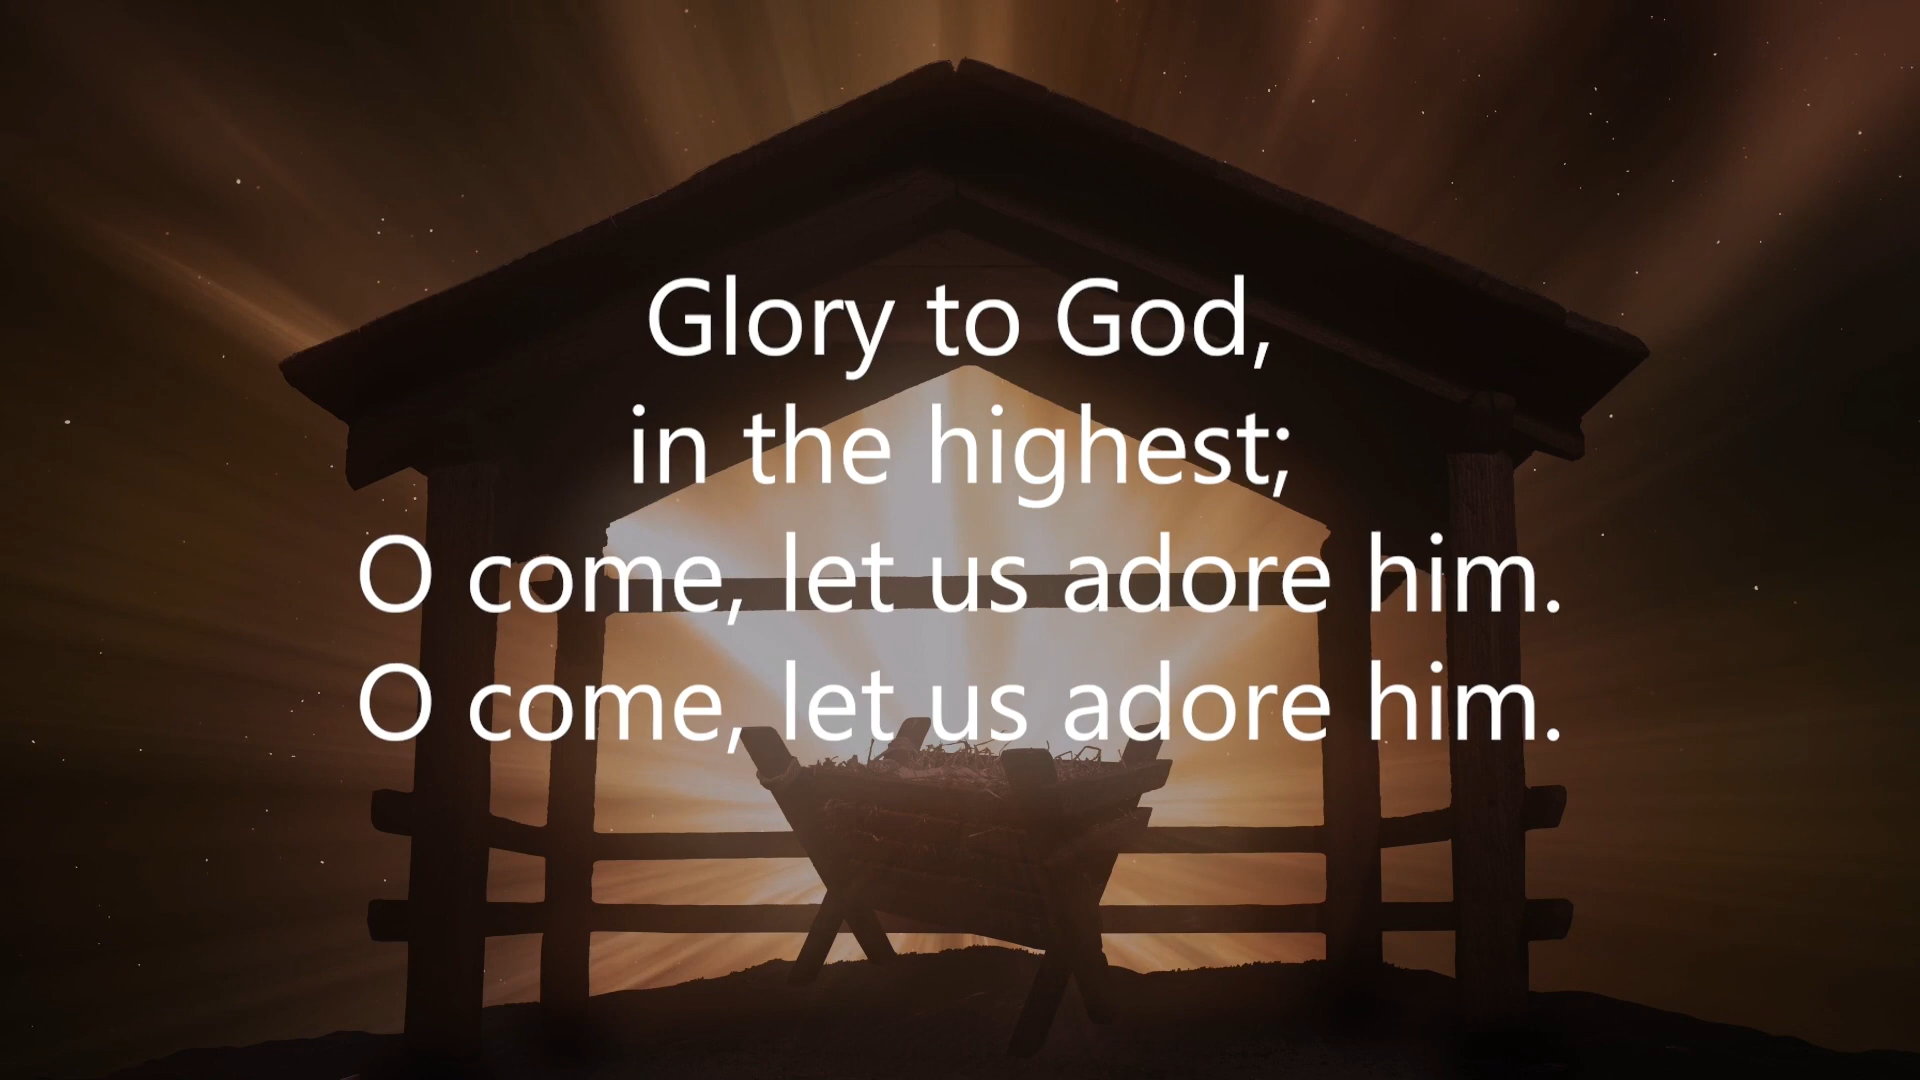 Glory to God,
in the highest;
O come, let us adore him.
O come, let us adore him.